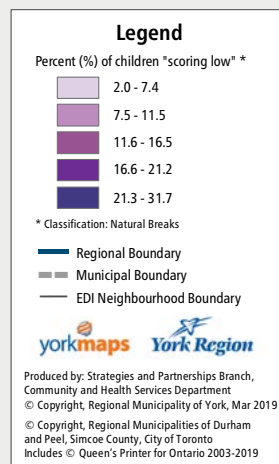 Legend
Percent (%) of children "scoring low" *
2.0 - 7.4
7.5 - 11.5
11.6 - 16.5
16.6 - 21.2
21.3 - 31.7
* Classification: Natural Breaks
Regional Boundary
Municipal Boundary
EDI Neighbourhood Boundary
yorkmaps York Region
Produced by: Strategies and Partnerships Branch,
Community and Health Services Department
© Copyright, Regional Municipality of York, Mar 2019
© Copyright, Regional Municipalities of Durham
and Peel, Simcoe County, City of Toronto
Includes © Queen's Printer for Ontario 2003-2019